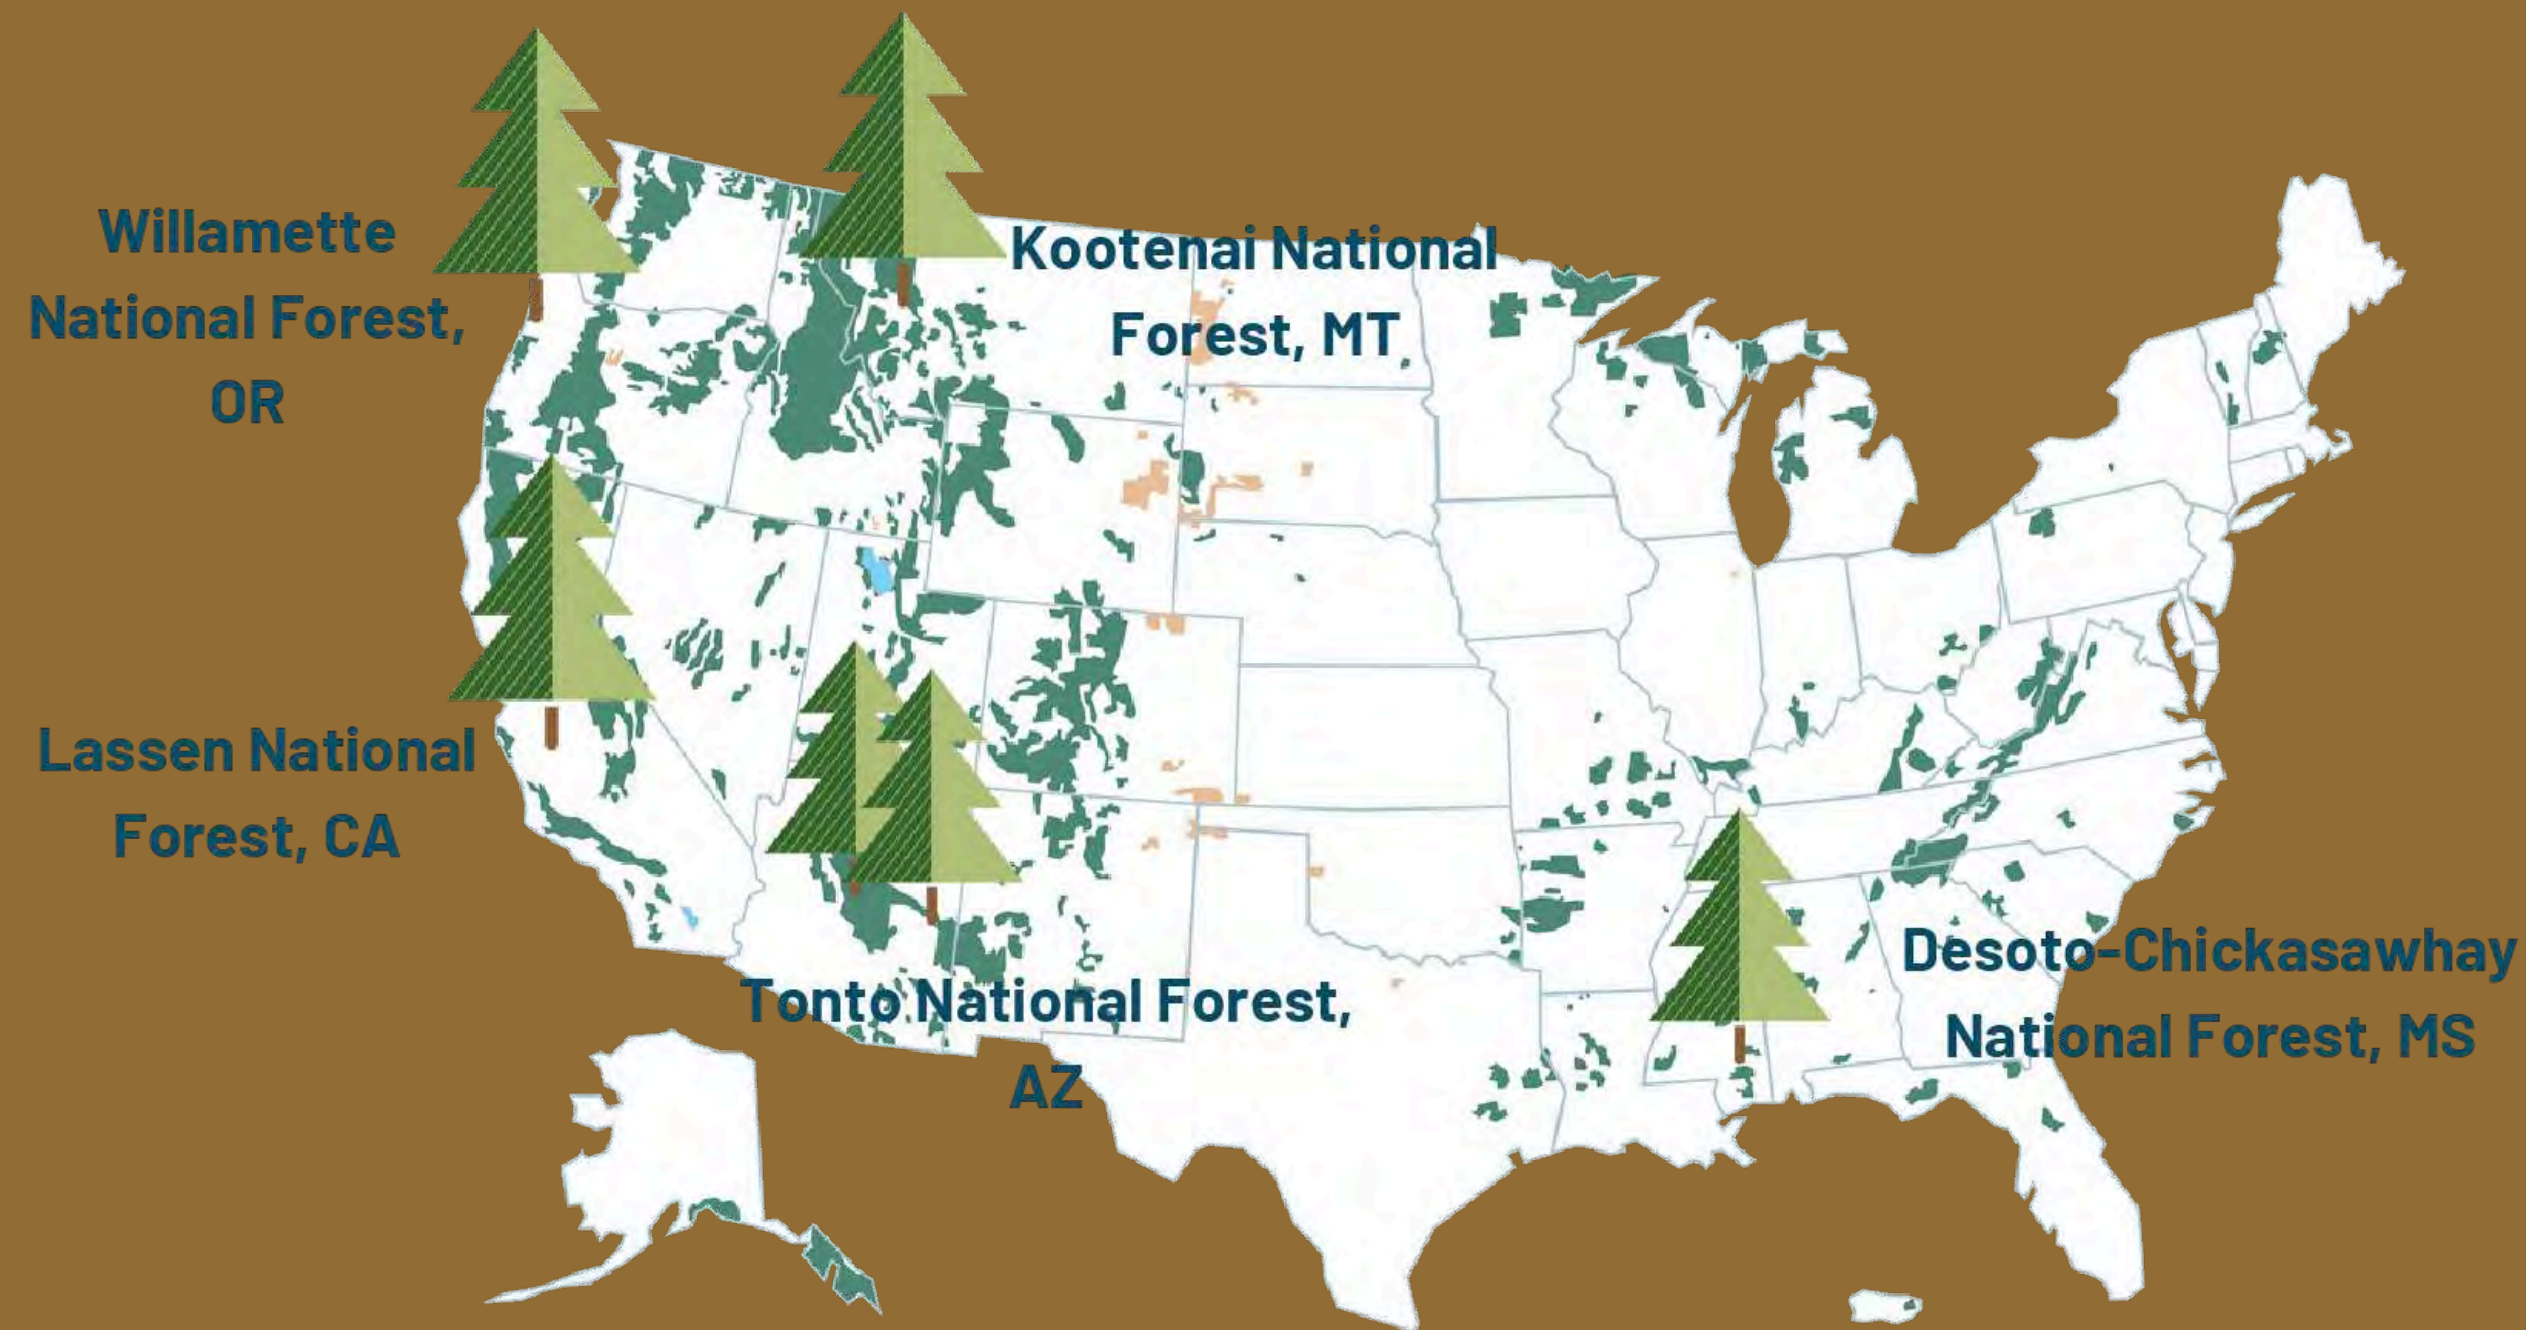 Willamette
National Forest,
OR
Kootenai National
Forest, MT
Lassen National
Forest, CA
Tonto National Forest,
AZ
Desoto-Chickasawhay
National Forest, MS